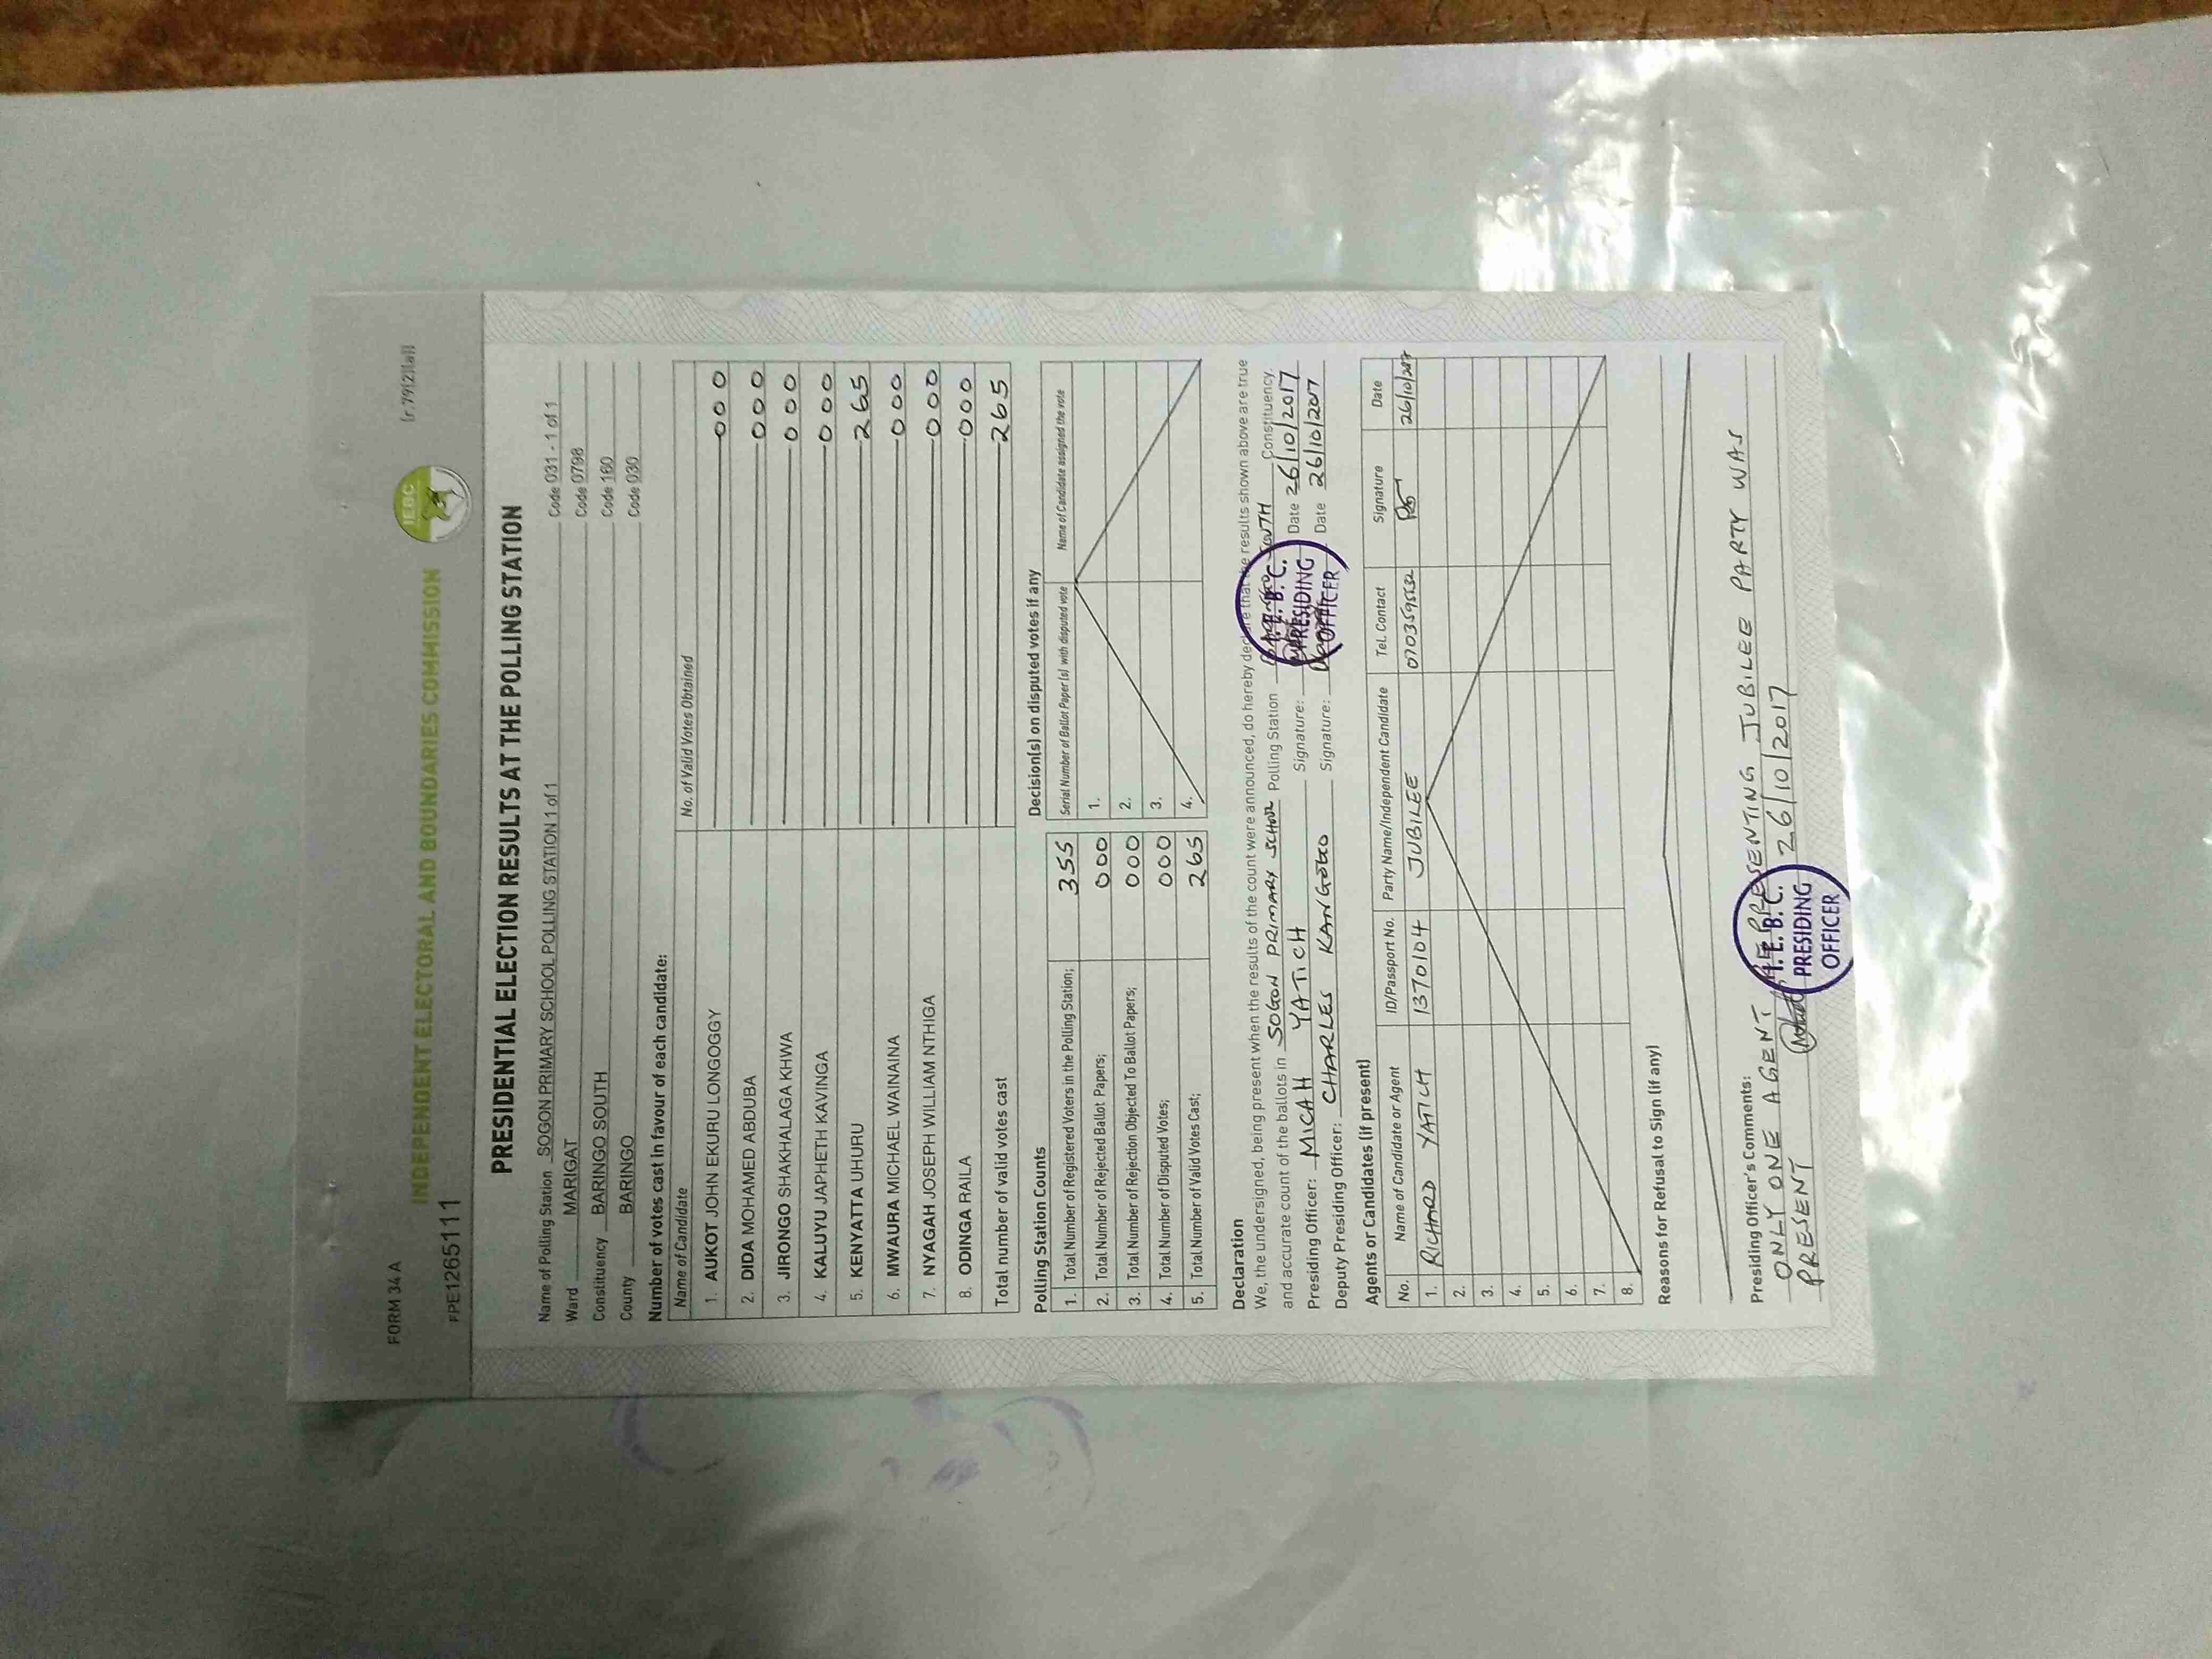 FORM 34 A
(r.79(2)(a))
INDEPENDENT ELECTORAL AND BOUNDARIES COMMISSION
IEBC
FPE1265111
PRESIDENTIAL ELECTION RESULTS AT THE POLLING STATION
Name of Polling Station SOGON PRIMARY SCHOOL POLLING STATION 1 of 1 Code 031 - 1 of 1
Ward MARIGAT Code 0798
Constituency BARINGO SOUTH Code 160
County BARINGO Code 030
Number of votes cast in favour of each candidate:
Name of Candidate No. of Valid Votes Obtained
1. AUKOT JOHN EKURU LONGOGGY 000
2. DIDA MOHAMED ABDUBA 000
3. JIRONGO SHAKHALAGA KHWA 000
4. KALUYU JAPHETH KAVINGA 000
5. KENYATTA UHURU 265
6. MWAURA MICHAEL WAINAINA 000
7. NYAGAH JOSEPH WILLIAM NTHIGA 000
8. ODINGA RAILA 000
Total number of valid votes cast 265
Polling Station Counts
1. Total Number of Registered Voters in the Polling Station; 355
2. Total Number of Rejected Ballot Papers; 000
3. Total Number of Rejection Objected To Ballot Papers; 000
4. Total Number of Disputed Votes; 000
5. Total Number of Valid Votes Cast; 265
Decision(s) on disputed votes if any
Serial Number of Ballot Paper(s) with disputed vote Name of Candidate assigned the vote
1.
2.
3.
4.
Declaration
We, the undersigned, being present when the results of the count were announced, do hereby declare that the results shown above are true
and accurate count of the ballots in SOGON PRIMARY SCHOOL Polling Station SOUTH Constituency.
Presiding Officer: MICAH YATICH Signature: Date 26/10/2017
Deputy Presiding Officer: CHARLES KANGOGO Signature: Date 26/10/2017
I.E.B.C.
PRESIDING
OFFICER
Agents or Candidates (if present)
No. Name of Candidate or Agent ID/Passport No. Party Name/Independent Candidate Tel. Contact Signature Date
1. RICHARD YATICH 1370104 JUBILEE 26/10/2017
2.
3.
4.
5.
6.
7.
8.
Reasons for Refusal to Sign (if any)
Presiding Officer's Comments:
ONLY ONE AGENT REPRESENTING JUBILEE PARTY WAS
PRESENT 26/10/2017
I.E.B.C.
PRESIDING
OFFICER